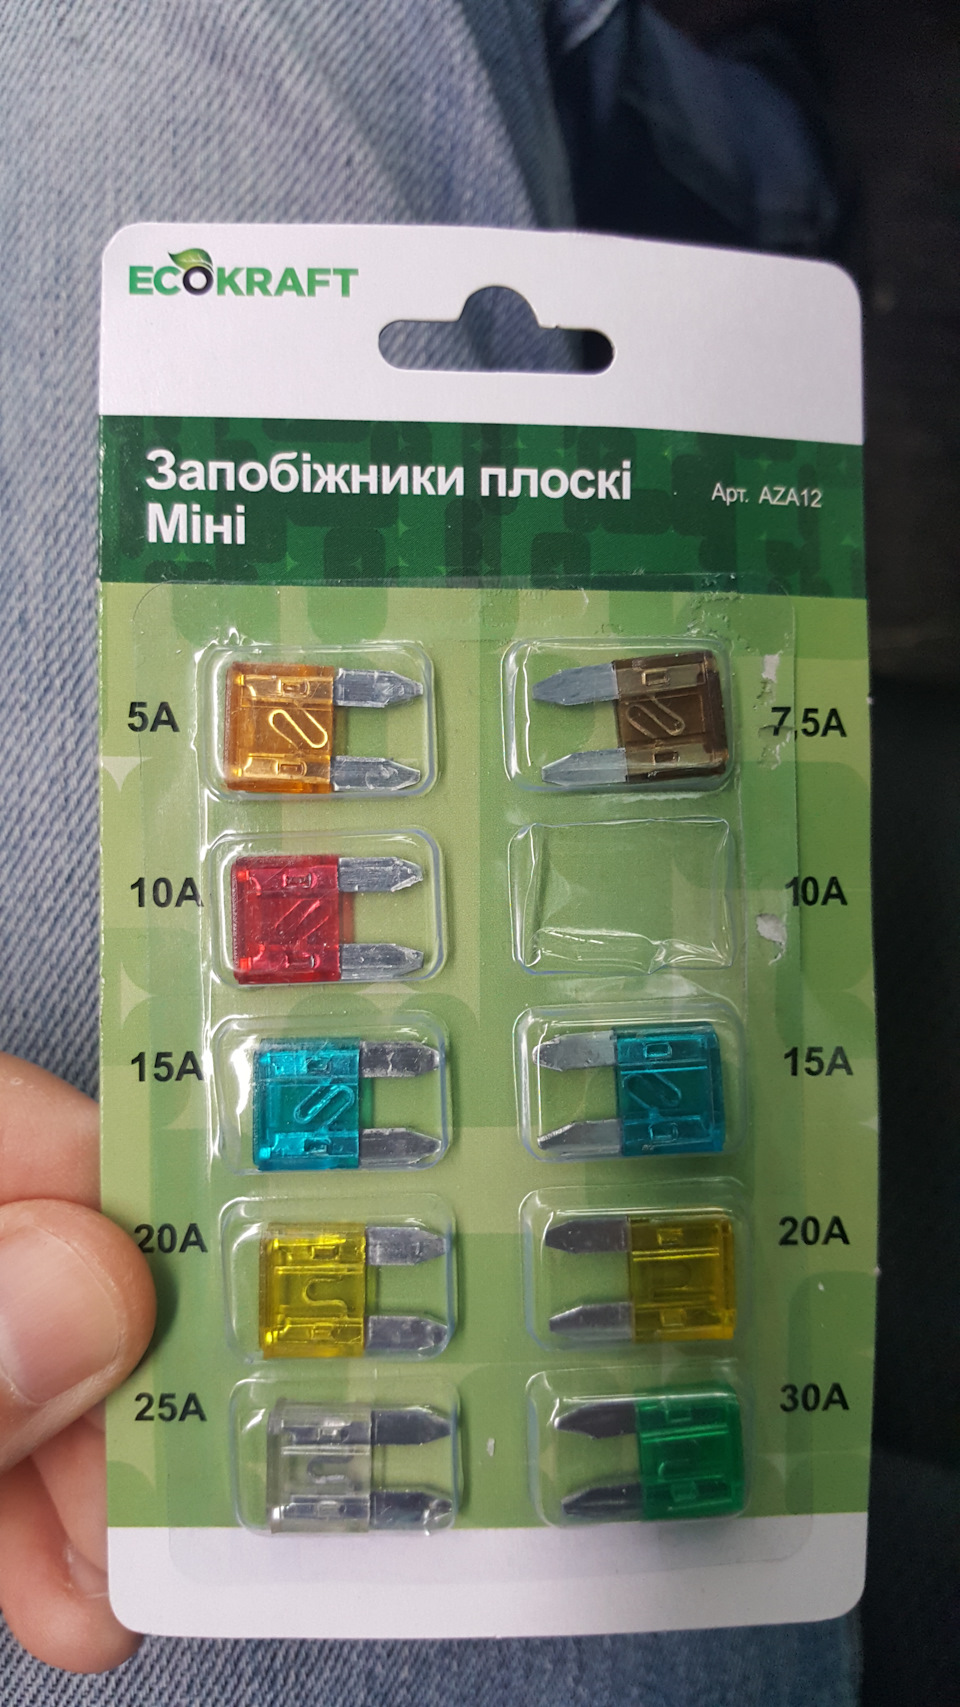 ECOKRAFT
Запобіжники плоскі
Міні
Арт. AZA12
5A
7,5A
10A
10A
15A
15A
20A
20A
25A
30A